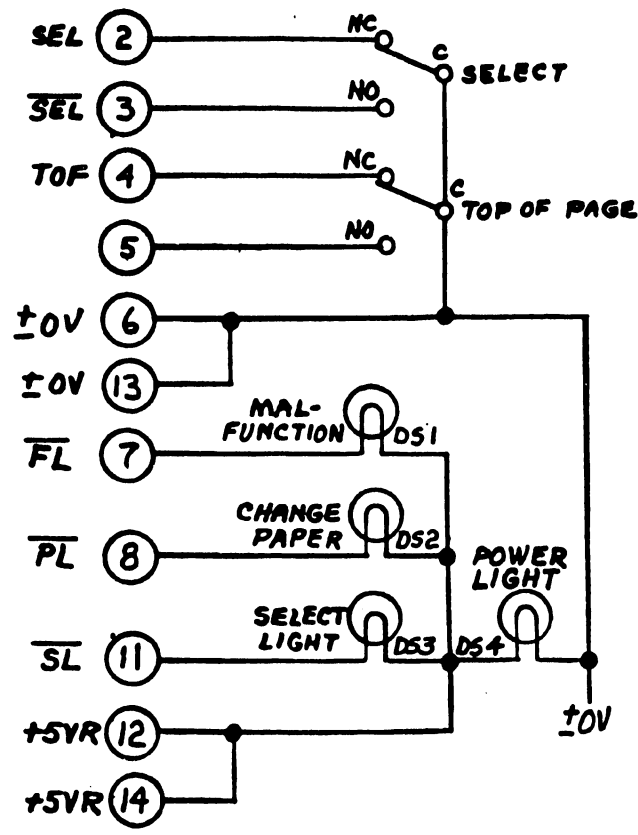 SEL 2 NC
C SELECT
SEL 3 NO
TOF 4 NC
C TOP OF PAGE
5 NO
±0V 6
±0V 13
MAL-
FUNCTION DS1
FL 7
CHANGE
PAPER DS2
PL 8
POWER
LIGHT
SELECT
LIGHT DS3 DS4
SL 11
±0V
+5VR 12
+5VR 14